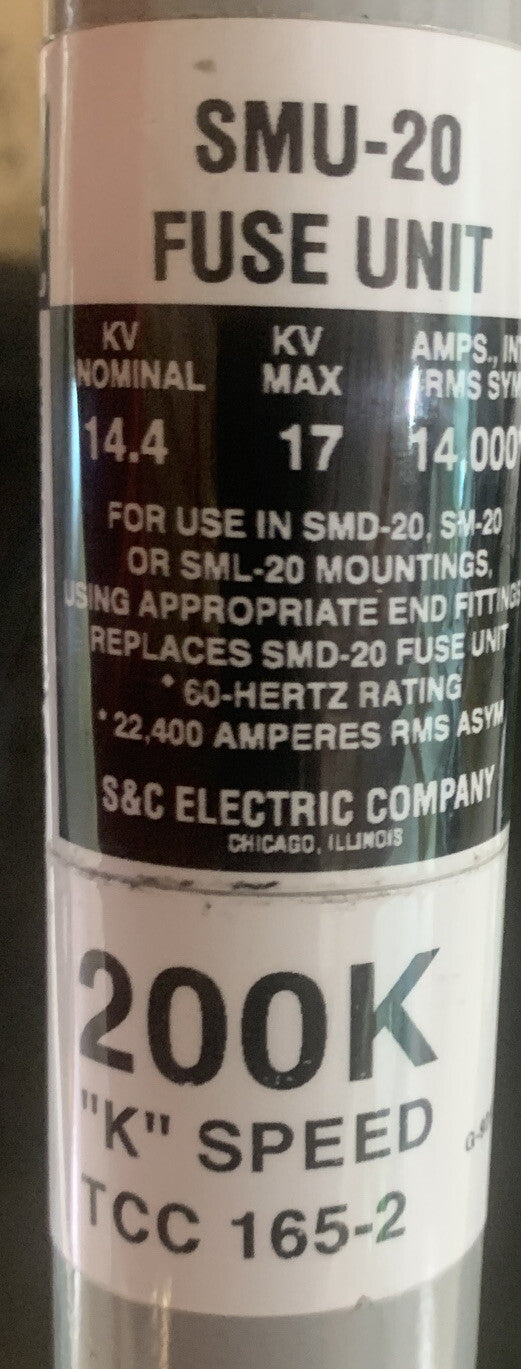 SMU-20
FUSE UNIT
KV KV AMPS., INT
NOMINAL MAX RMS SYM
14.4 17 14,000*
FOR USE IN SMD-20, SM-20
OR SML-20 MOUNTINGS,
USING APPROPRIATE END FITTINGS
REPLACES SMD-20 FUSE UNIT
* 60-HERTZ RATING
* 22,400 AMPERES RMS ASYM
S&C ELECTRIC COMPANY
CHICAGO, ILLINOIS
200K
"K" SPEED
TCC 165-2